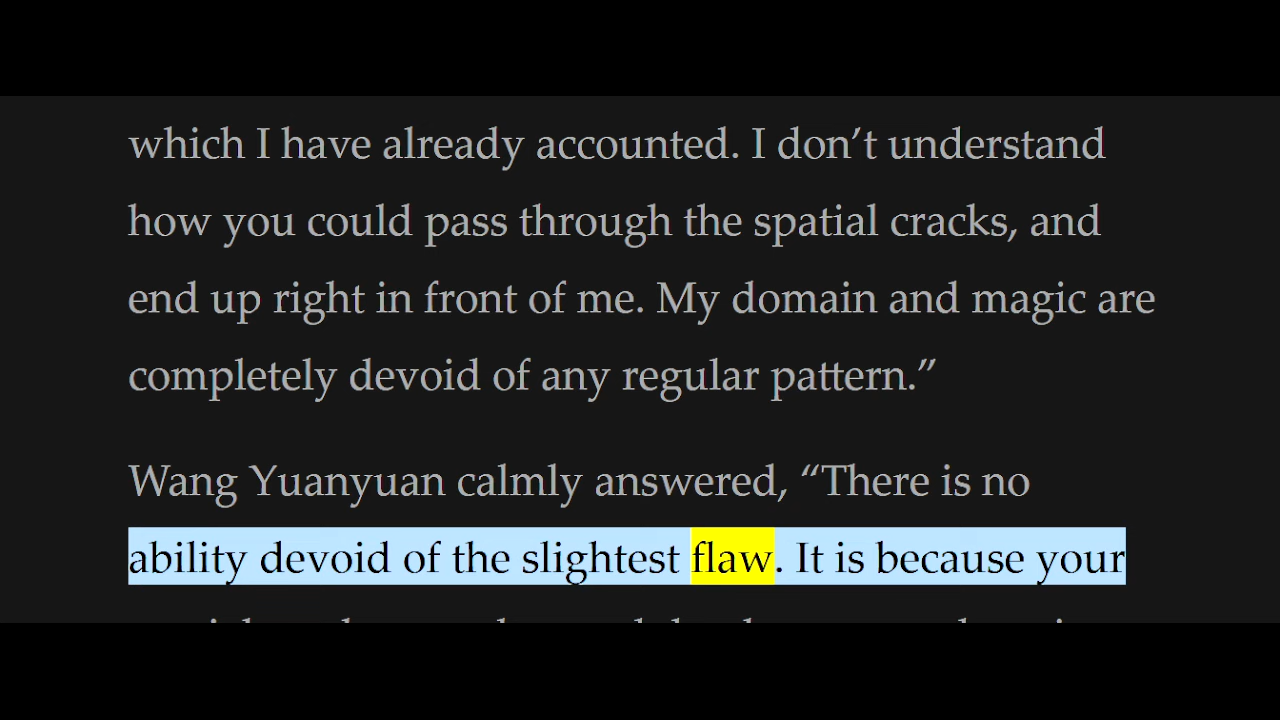 which I have already accounted. I don’t understand
how you could pass through the spatial cracks, and
end up right in front of me. My domain and magic are
completely devoid of any regular pattern.”
Wang Yuanyuan calmly answered, “There is no
ability devoid of the slightest flaw. It is because your